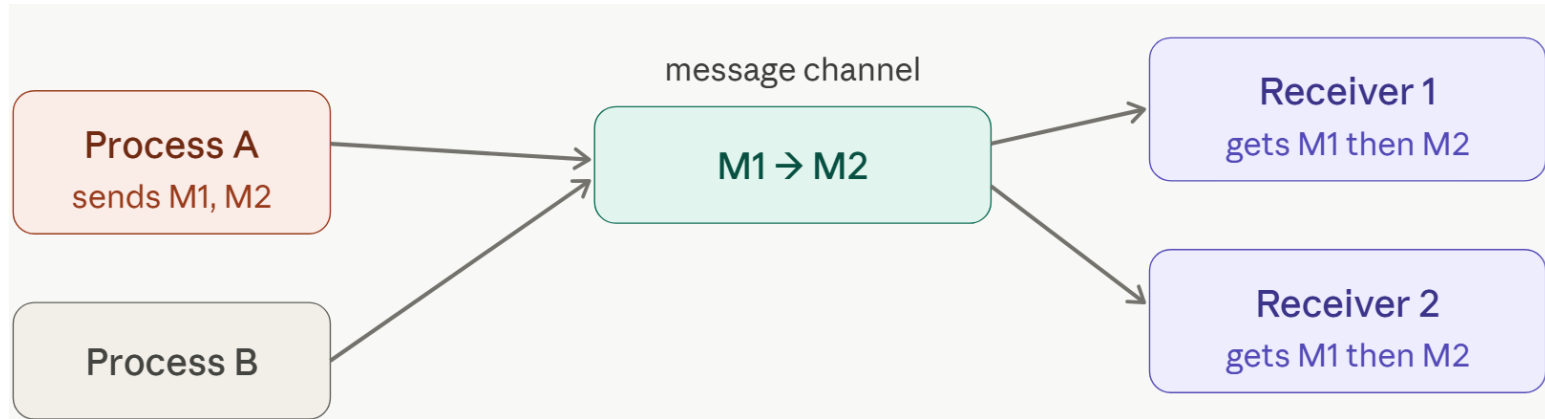 message channel
Process A
sends M1, M2
M1 → M2
Receiver 1
gets M1 then M2
Process B
Receiver 2
gets M1 then M2